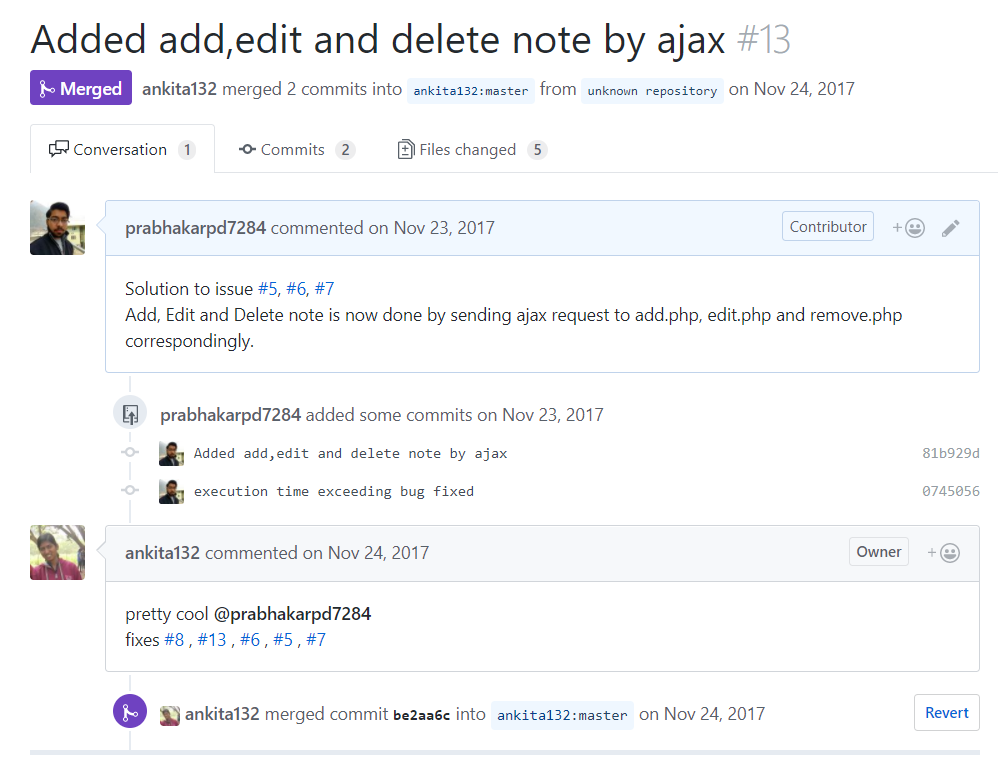 Added add,edit and delete note by ajax #13
Merged ankita132 merged 2 commits into ankita132:master from unknown repository on Nov 24, 2017
Conversation 1 Commits 2 Files changed 5
prabhakarpd7284 commented on Nov 23, 2017 Contributor +
Solution to issue #5, #6, #7
Add, Edit and Delete note is now done by sending ajax request to add.php, edit.php and remove.php
correspondingly.
prabhakarpd7284 added some commits on Nov 23, 2017
Added add,edit and delete note by ajax 81b929d
execution time exceeding bug fixed 0745056
ankita132 commented on Nov 24, 2017 Owner +
pretty cool @prabhakarpd7284
fixes #8 , #13 , #6 , #5 , #7
ankita132 merged commit be2aa6c into ankita132:master on Nov 24, 2017 Revert